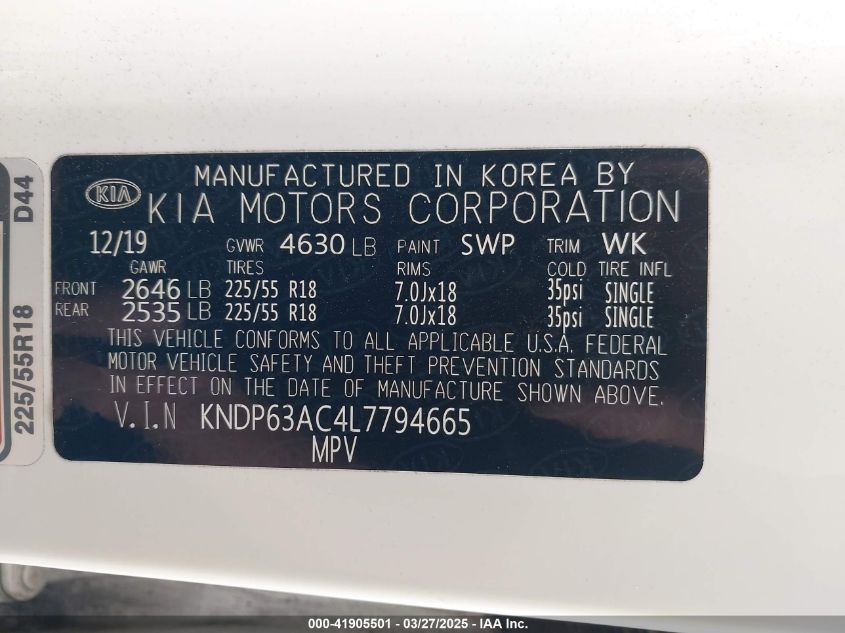 MANUFACTURED IN KOREA BY
KIA KIA MOTORS CORPORATION
12/19 GVWR 4630 LB PAINT SWP TRIM WK
GAWR TIRES RIMS COLD TIRE INFL
FRONT 2646 LB 225/55 R18 7.0Jx18 35psi SINGLE
REAR 2535 LB 225/55 R18 7.0Jx18 35psi SINGLE
THIS VEHICLE CONFORMS TO ALL APPLICABLE U.S.A. FEDERAL
MOTOR VEHICLE SAFETY AND THEFT PREVENTION STANDARDS
IN EFFECT ON THE DATE OF MANUFACTURE SHOWN ABOVE.
V.I.N KNDP63AC4L7794665
MPV
225/55R18 D44
000-41905501 | 03/27/2025 | IAA Inc.